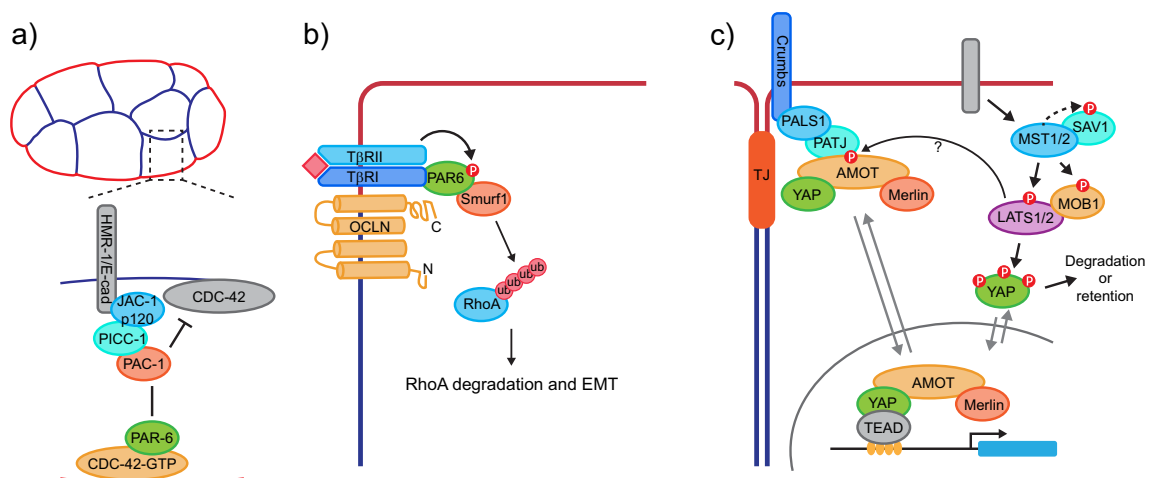 a)
HMR-1/E-cad
JAC-1
p120
CDC-42
PICC-1
PAC-1
PAR-6
CDC-42-GTP
b)
TβRII
TβRI
PAR6
P
Smurf1
OCLN
C
N
RhoA
ub
ub
ub
ub
RhoA degradation and EMT
c)
Crumbs
PALS1
PATJ
P
AMOT
YAP
Merlin
TJ
?
P
SAV1
MST1/2
P
MOB1
P
LATS1/2
P
P
P
YAP
Degradation
or
retention
AMOT
YAP
Merlin
TEAD